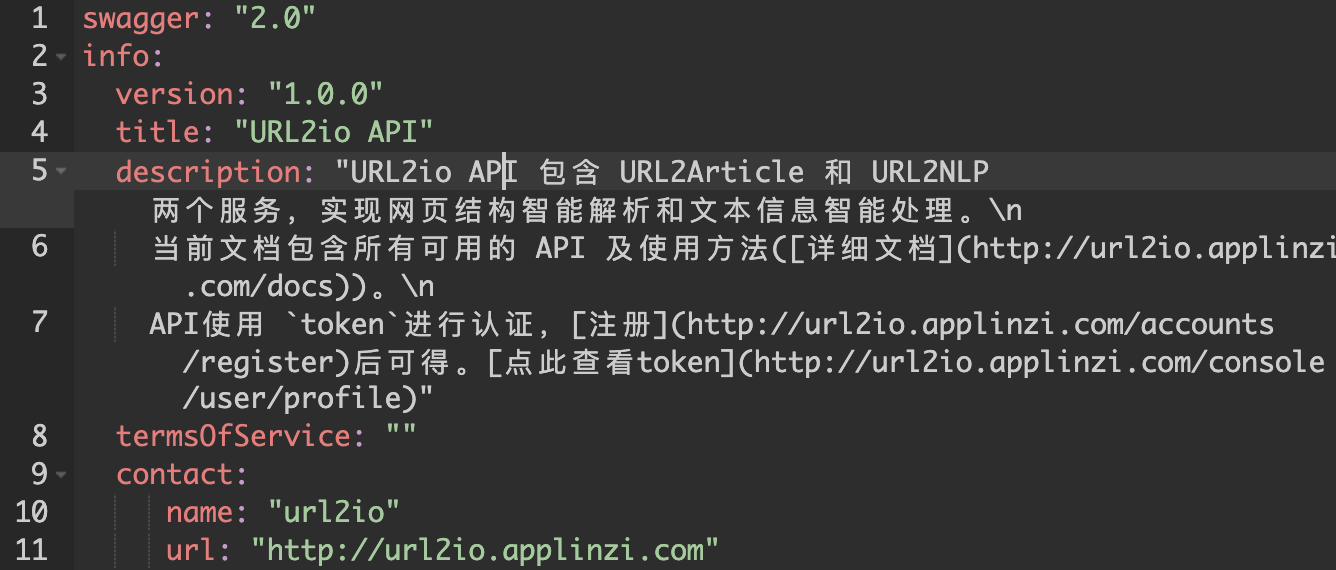 1 swagger: "2.0"
2 info:
3 version: "1.0.0"
4 title: "URL2io API"
5 description: "URL2io API 包含 URL2Article 和 URL2NLP
两个服务，实现网页结构智能解析和文本信息智能处理。\n
6 当前文档包含所有可用的 API 及使用方法([详细文档](http://url2io.applinzi
.com/docs))。\n
7 API使用 `token`进行认证，[注册](http://url2io.applinzi.com/accounts
/register)后可得。[点此查看token](http://url2io.applinzi.com/console
/user/profile)"
8 termsOfService: ""
9 contact:
10 name: "url2io"
11 url: "http://url2io.applinzi.com"